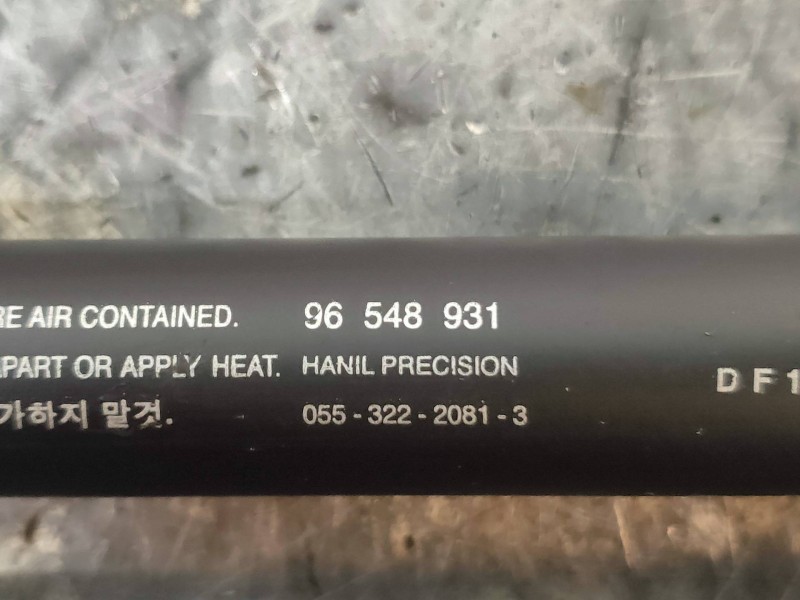 RE AIR CONTAINED. 96 548 931
APART OR APPLY HEAT. HANIL PRECISION
가하지 말것. 055 - 322 - 2081 - 3
DF1